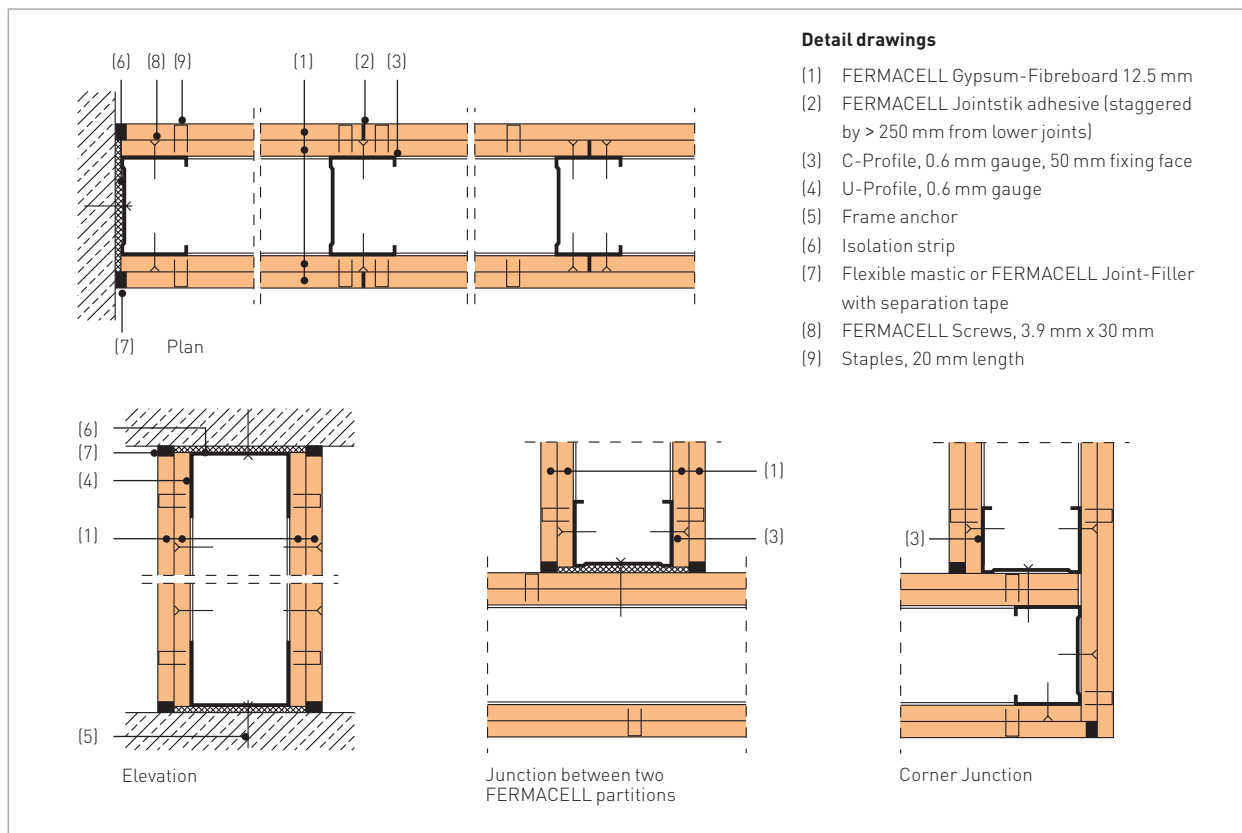 Detail drawings
(1) FERMACELL Gypsum-Fibreboard 12.5 mm
(2) FERMACELL Jointstik adhesive (staggered
by > 250 mm from lower joints)
(3) C-Profile, 0.6 mm gauge, 50 mm fixing face
(4) U-Profile, 0.6 mm gauge
(5) Frame anchor
(6) Isolation strip
(7) Flexible mastic or FERMACELL Joint-Filler
with separation tape
(8) FERMACELL Screws, 3.9 mm x 30 mm
(9) Staples, 20 mm length
(6) (8) (9) (1) (2) (3)
(7) Plan
(6)
(7)
(4)
(1)
(5)
Elevation
(1)
(3)
Junction between two
FERMACELL partitions
(3)
Corner Junction